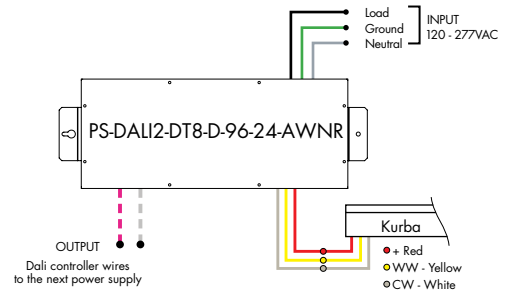 Load
Ground
Neutral
INPUT
120 - 277VAC
PS-DALI2-DT8-D-96-24-AWNR
Kurba
OUTPUT
Dali controller wires
to the next power supply
+ Red
WW - Yellow
CW - White